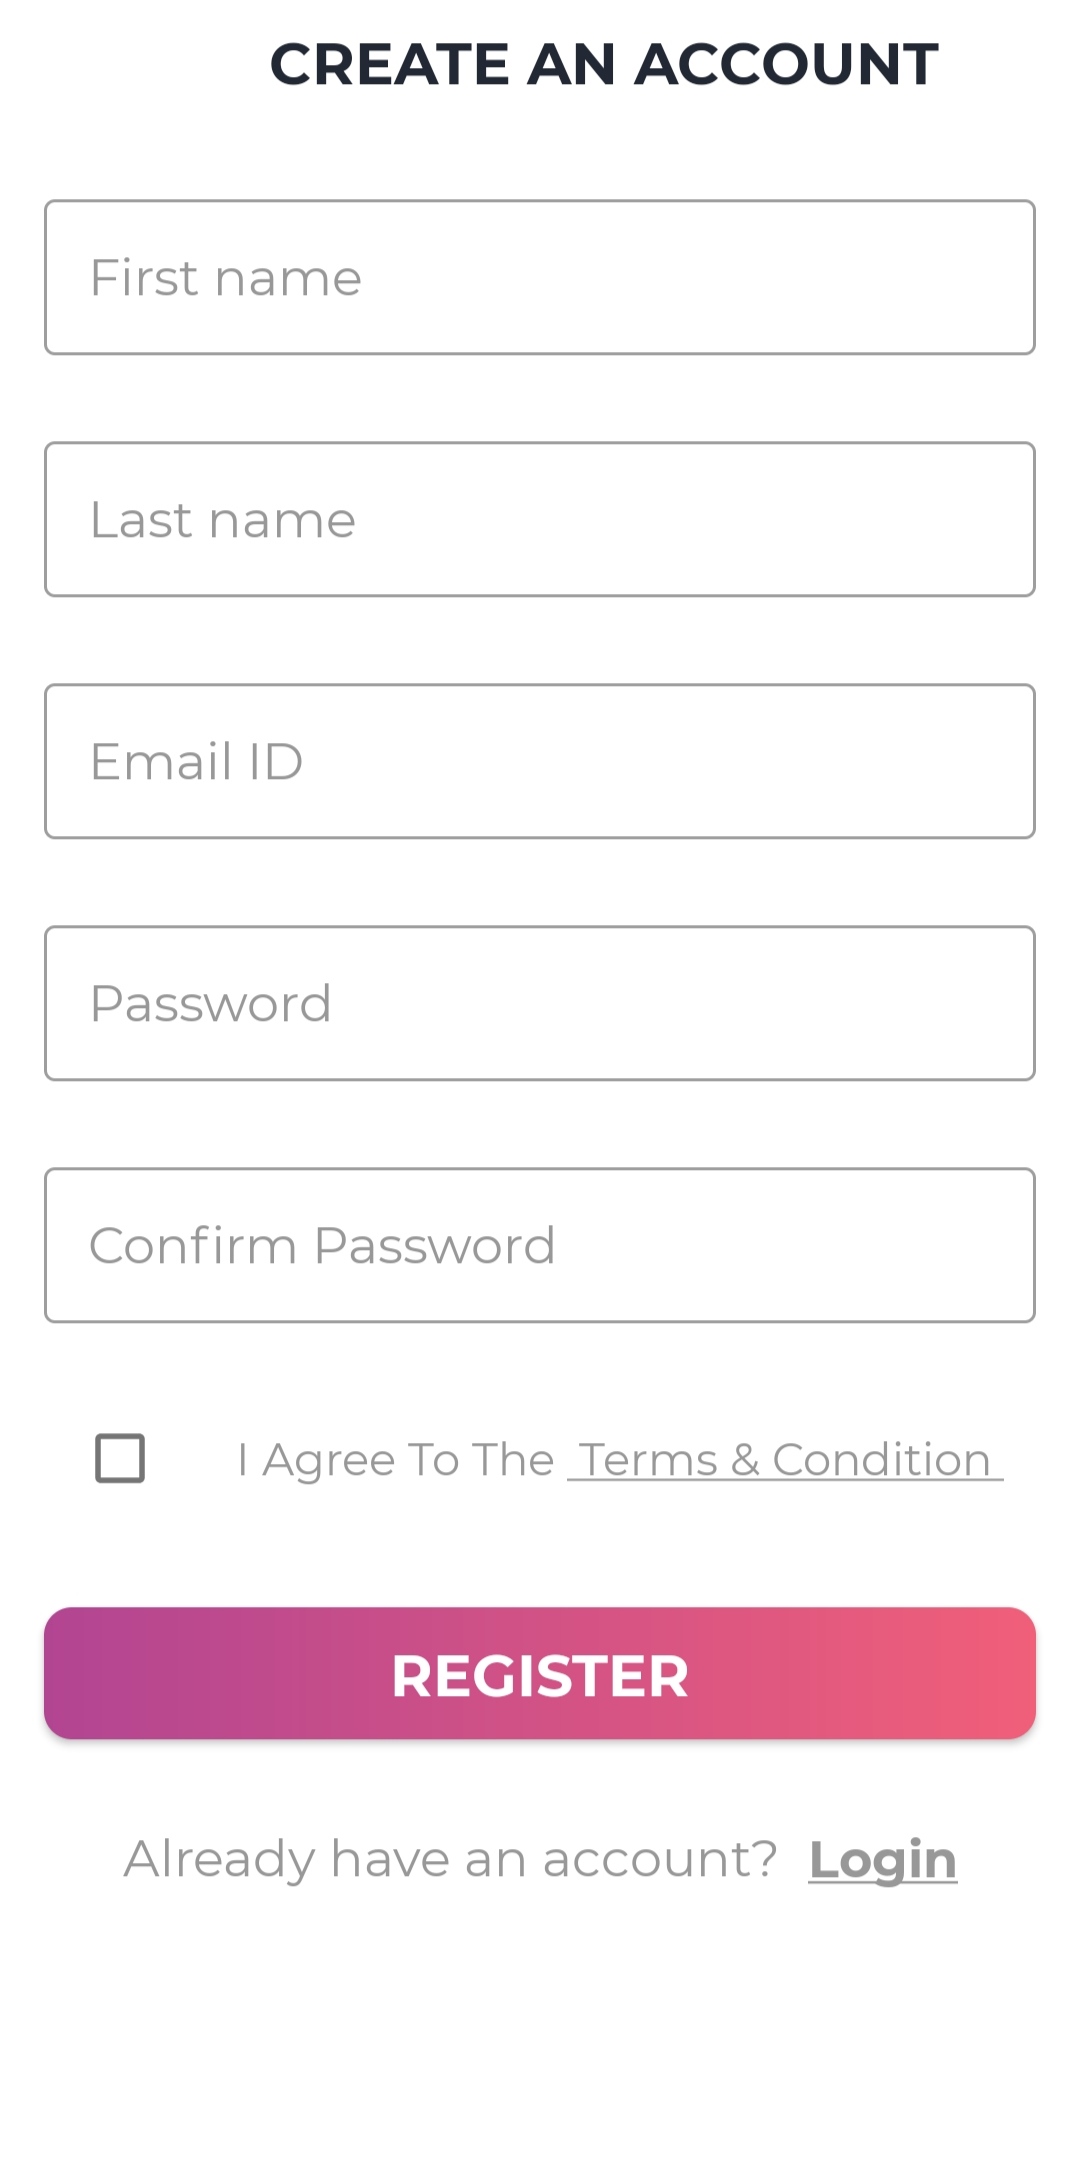 CREATE AN ACCOUNT
First name
Last name
Email ID
Password
Confirm Password
I Agree To The Terms & Condition
REGISTER
Already have an account? Login